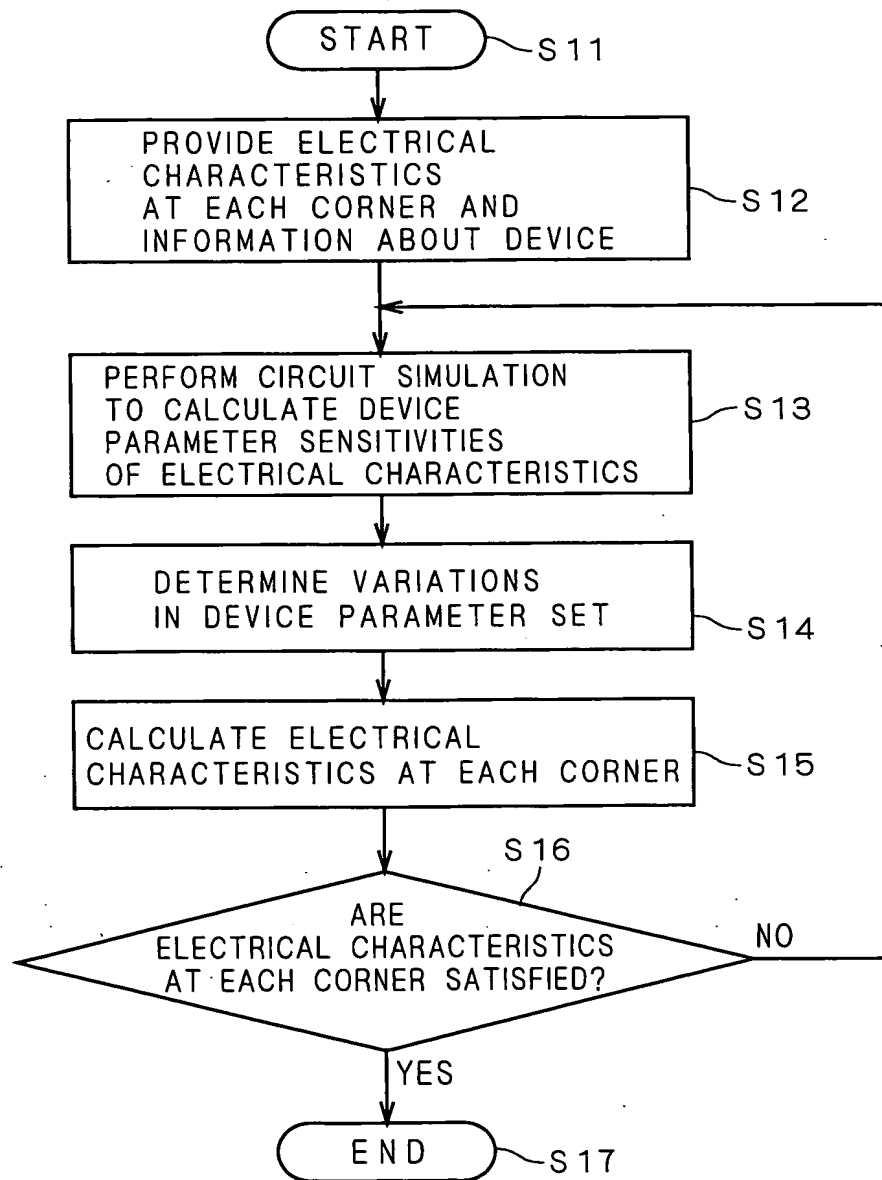 START
S11
PROVIDE ELECTRICAL
CHARACTERISTICS
AT EACH CORNER AND
INFORMATION ABOUT DEVICE
S12
PERFORM CIRCUIT SIMULATION
TO CALCULATE DEVICE
PARAMETER SENSITIVITIES
OF ELECTRICAL CHARACTERISTICS
S13
DETERMINE VARIATIONS
IN DEVICE PARAMETER SET
S14
CALCULATE ELECTRICAL
CHARACTERISTICS AT EACH CORNER
S15
S16
ARE
ELECTRICAL CHARACTERISTICS
AT EACH CORNER SATISFIED?
NO
YES
END
S17